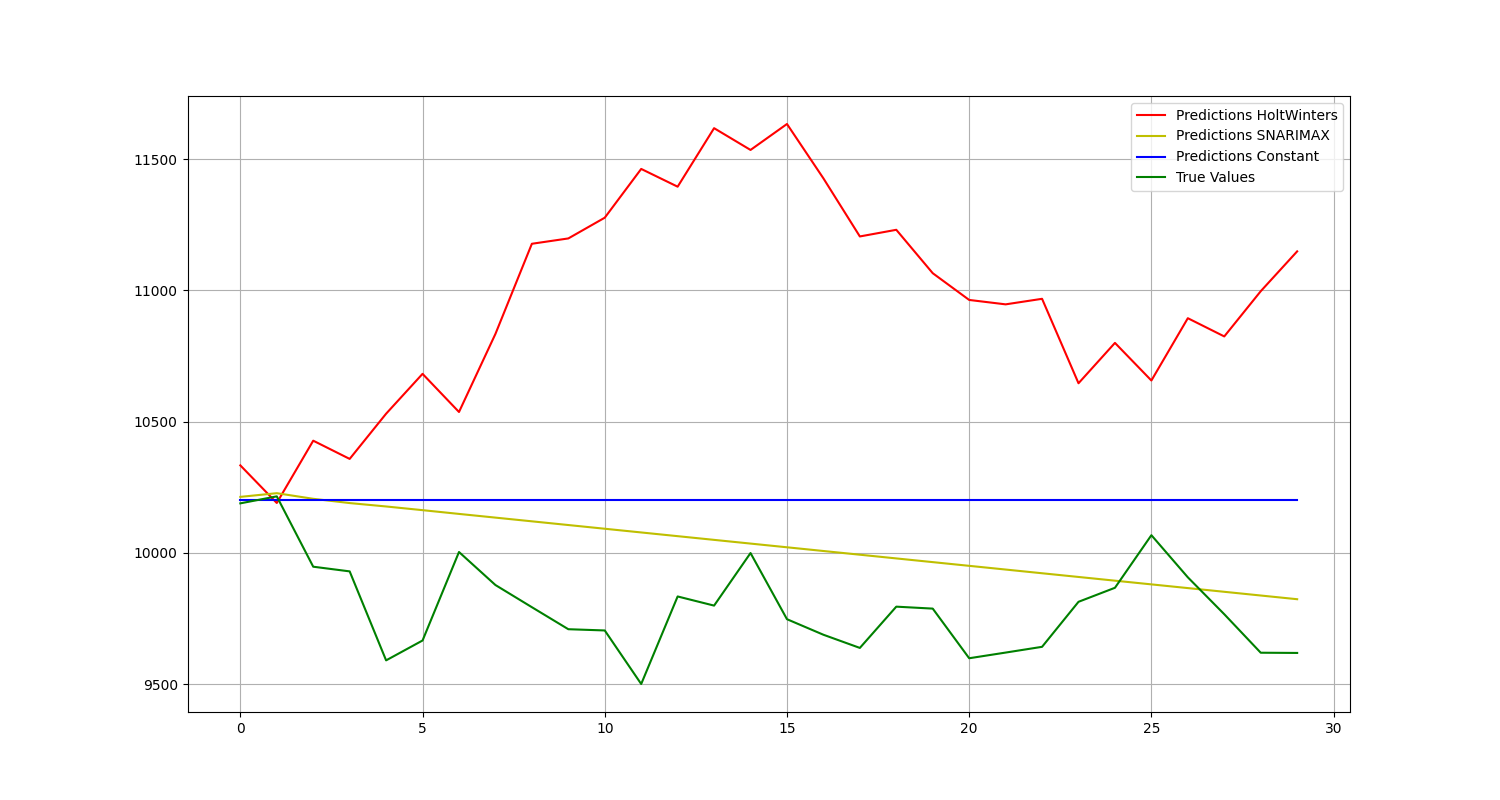 Predictions HoltWinters
Predictions SNARIMAX
Predictions Constant
True Values
11500
11000
10500
10000
9500
0 5 10 15 20 25 30